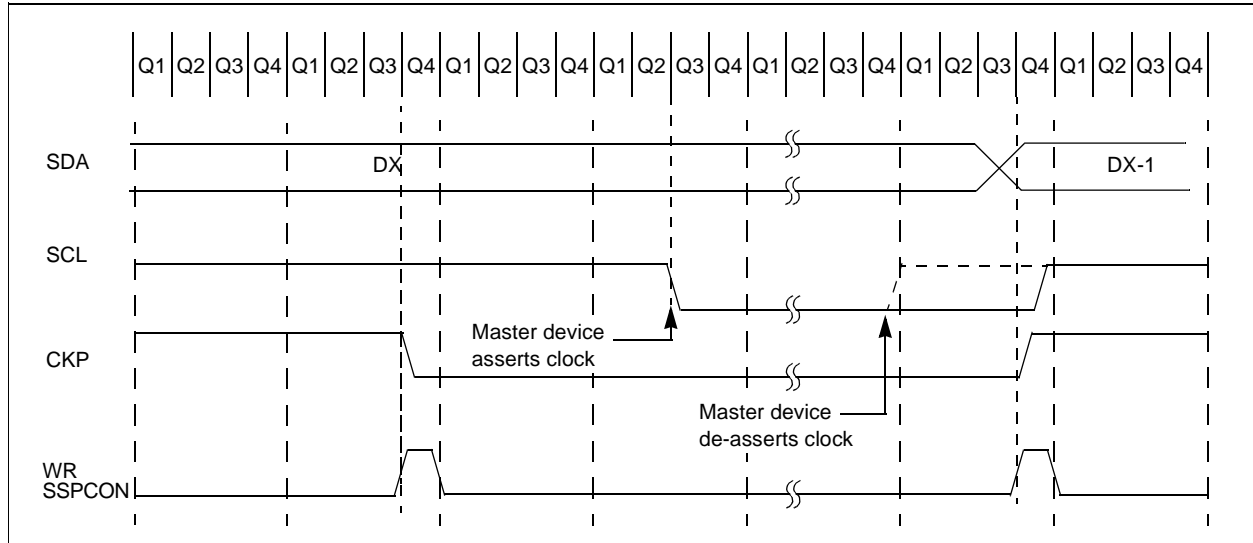 Q1 Q2 Q3 Q4 Q1 Q2 Q3 Q4 Q1 Q2 Q3 Q4 Q1 Q2 Q3 Q4 Q1 Q2 Q3 Q4 Q1 Q2 Q3 Q4 Q1 Q2 Q3 Q4
SDA
DX
DX-1
SCL
Master device
asserts clock
CKP
Master device
de-asserts clock
WR
SSPCON